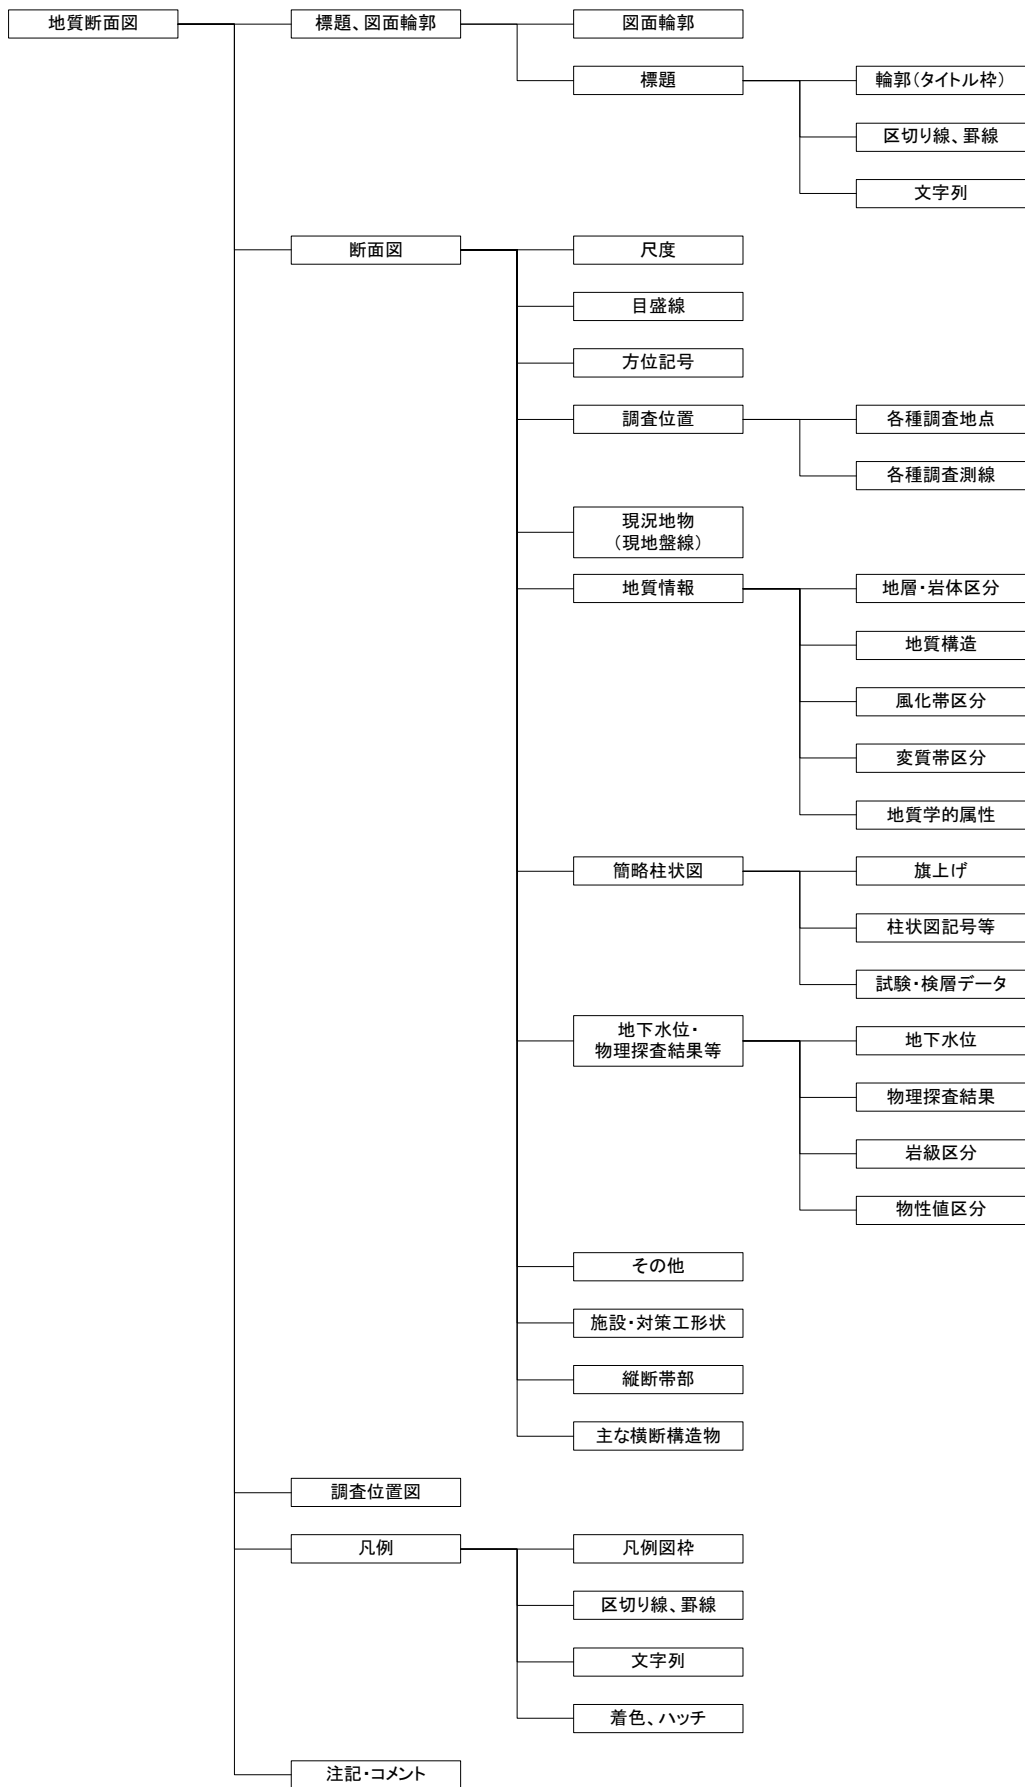 地質断面図
標題、図面輪郭
図面輪郭
標題
輪郭（タイトル枠）
区切り線、罫線
文字列
断面図
尺度
目盛線
方位記号
調査位置
各種調査地点
各種調査測線
現況地物
（現地盤線）
地質情報
地層・岩体区分
地質構造
風化帯区分
変質帯区分
地質学的属性
簡略柱状図
旗上げ
柱状図記号等
試験・検層データ
地下水位・
物理探査結果等
地下水位
物理探査結果
岩級区分
物性値区分
その他
施設・対策工形状
縦断帯部
主な横断構造物
調査位置図
凡例
凡例図枠
区切り線、罫線
文字列
着色、ハッチ
注記・コメント